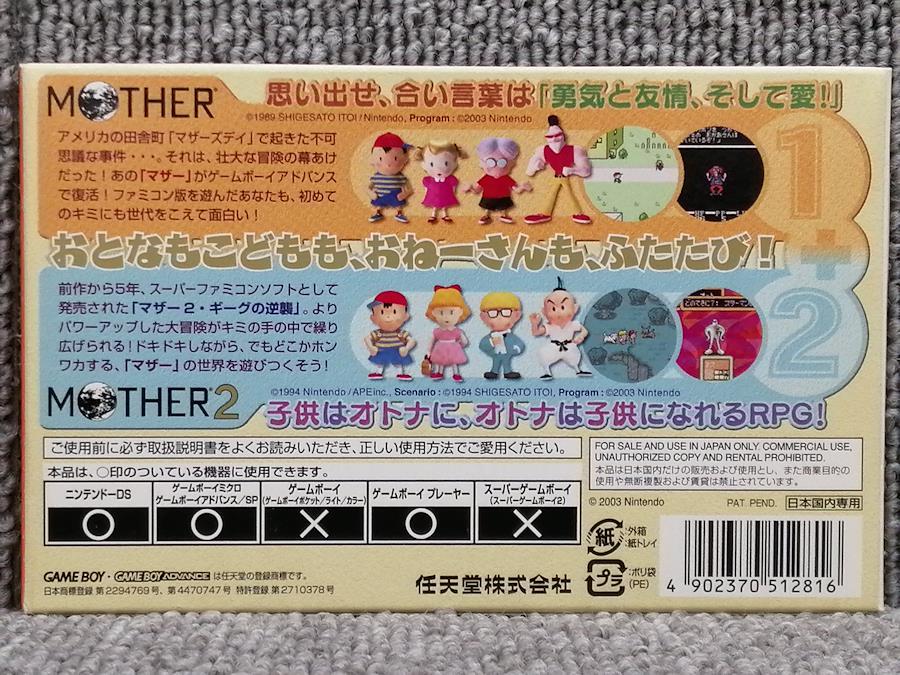 MOTHER
思い出せ、合い言葉は「勇気と友情、そして愛!」
©1989 SHIGESATO ITOI / Nintendo, Program : ©2003 Nintendo
アメリカの田舎町「マザーズデイ」で起きた不可
思議な事件・・・。それは、壮大な冒険の幕あけ
だった!あの「マザー」がゲームボーイアドバンス
で復活!ファミコン版を遊んだあなたも、初めて
のキミにも世代をこえて面白い!
1+2
おとなもこどもも、おねーさんも、ふたたび!
前作から5年、スーパーファミコンソフトとして
発売された「マザー2・ギーグの逆襲」。より
パワーアップした大冒険がキミの手の中で繰り
広げられる!ドキドキしながら、でもどこかホン
ワカする、「マザー」の世界を遊びつくそう!
MOTHER 2
©1994 Nintendo / APE inc., Scenario : ©1994 SHIGESATO ITOI, Program : ©2003 Nintendo
子供はオトナに、オトナは子供になれるRPG!
ご使用前に必ず取扱説明書をよくお読みいただき、正しい使用方法でご愛用ください。
本品は、○印のついている機器に使用できます。
ニンテンドーDS
ゲームボーイミクロ
ゲームボーイアドバンス/SP
ゲームボーイ
(ゲームボーイポケット/ライト/カラー)
ゲームボーイ プレーヤー
スーパーゲームボーイ
(スーパーゲームボーイ2)
○ ○ × ○ ×
FOR SALE AND USE IN JAPAN ONLY. COMMERCIAL USE,
UNAUTHORIZED COPY AND RENTAL PROHIBITED.
本品は日本国内だけの販売および使用とし、また商業目的の
使用や無断複製および賃貸は禁止されています。
© 2003 Nintendo
PAT. PEND.
日本国内専用
紙
外箱
:紙トレイ
プラ
:ポリ袋
(PE)
4 902370 512816
GAME BOY・GAME BOY ADVANCE は任天堂の登録商標です。
日本商標登録 第2294769号、第4470747号 特許登録 第2710378号
任天堂株式会社